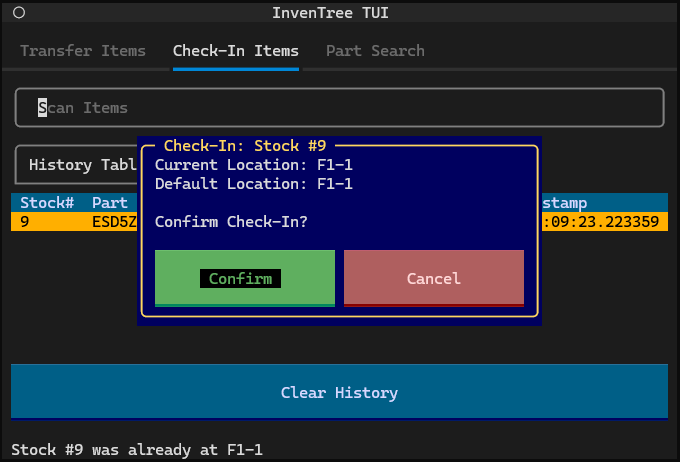 InvenTree TUI
Transfer Items Check-In Items Part Search
Scan Items
Check-In: Stock #9
Current Location: F1-1
Default Location: F1-1
Confirm Check-In?
Confirm Cancel
History Tabl
Stock# Part stamp
9 ESD5Z :09:23.223359
Clear History
Stock #9 was already at F1-1